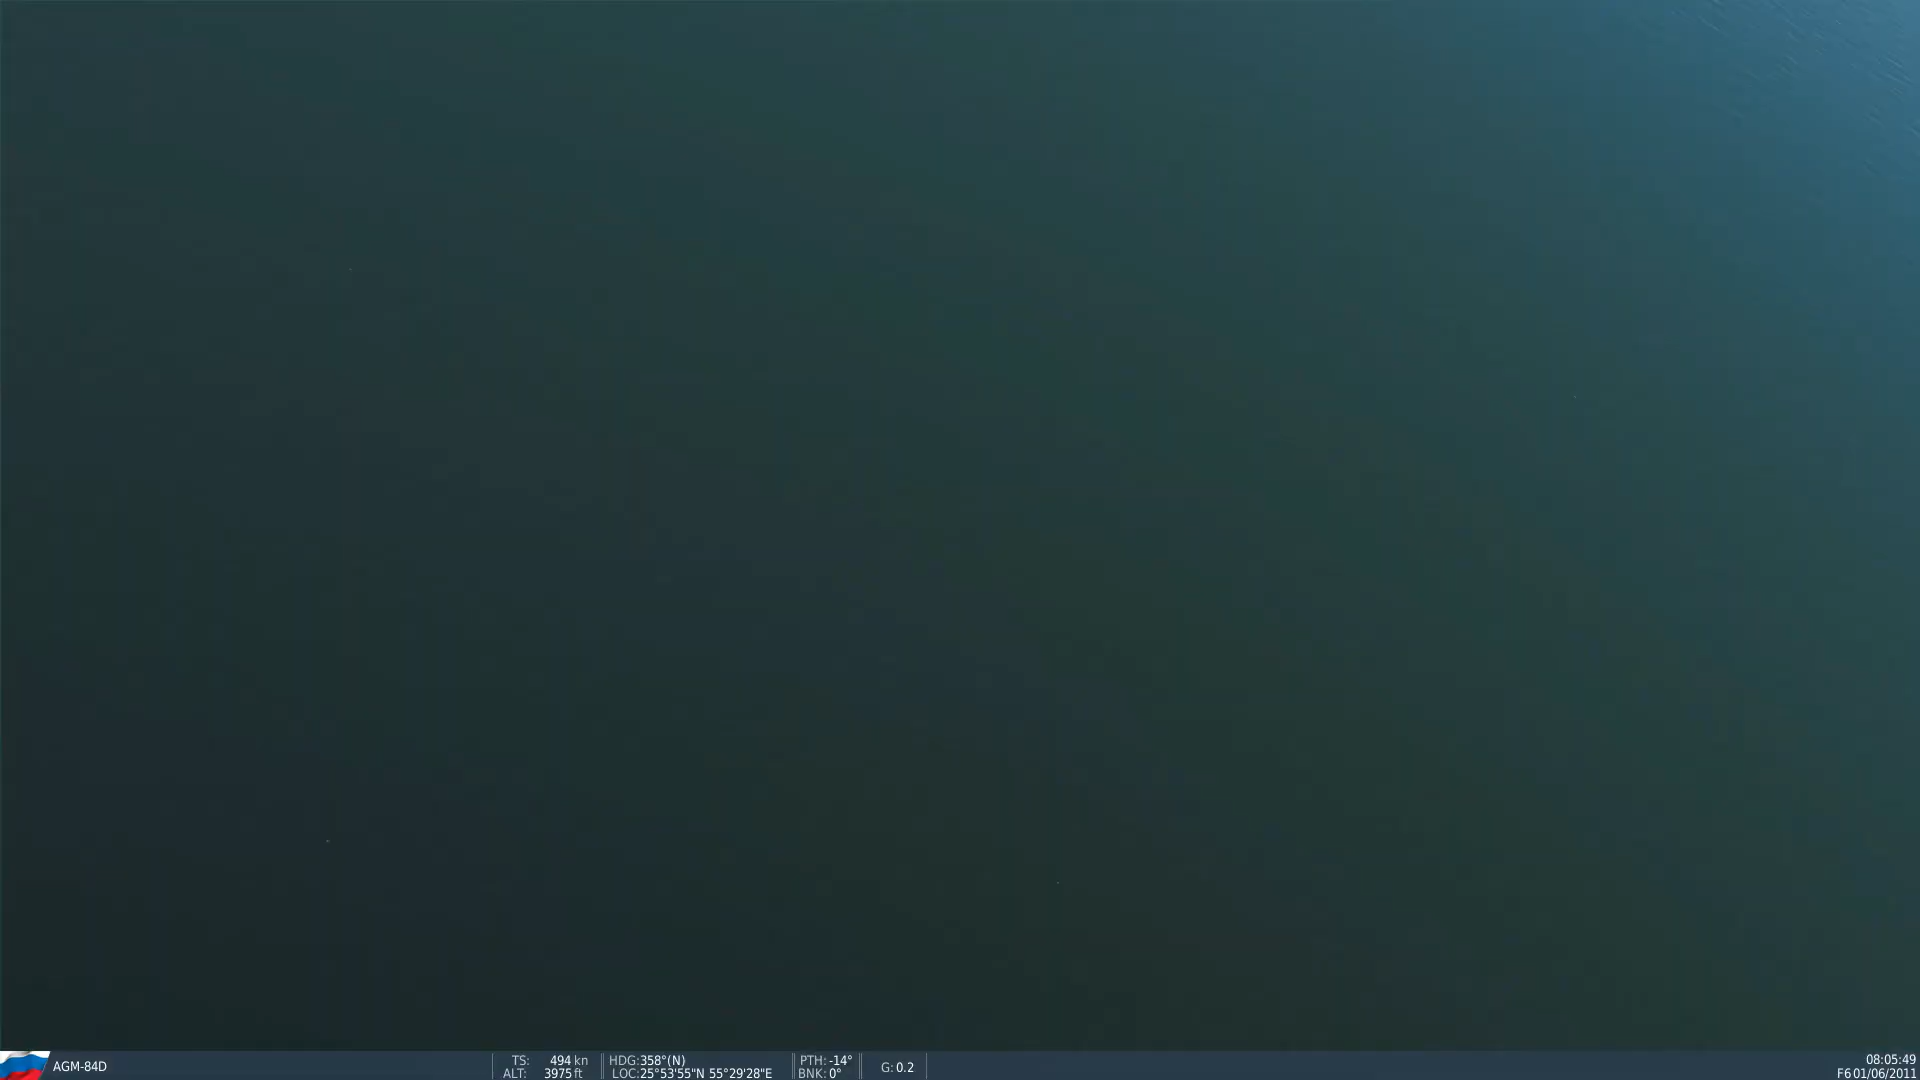 AGM-84D
TS: 494 kn
ALT: 3975 ft
HDG:358°(N)
LOC:25°53'55"N 55°29'28"E
PTH:-14°
BNK: 0°
G: 0.2
08:05:49
F6 01/06/2011